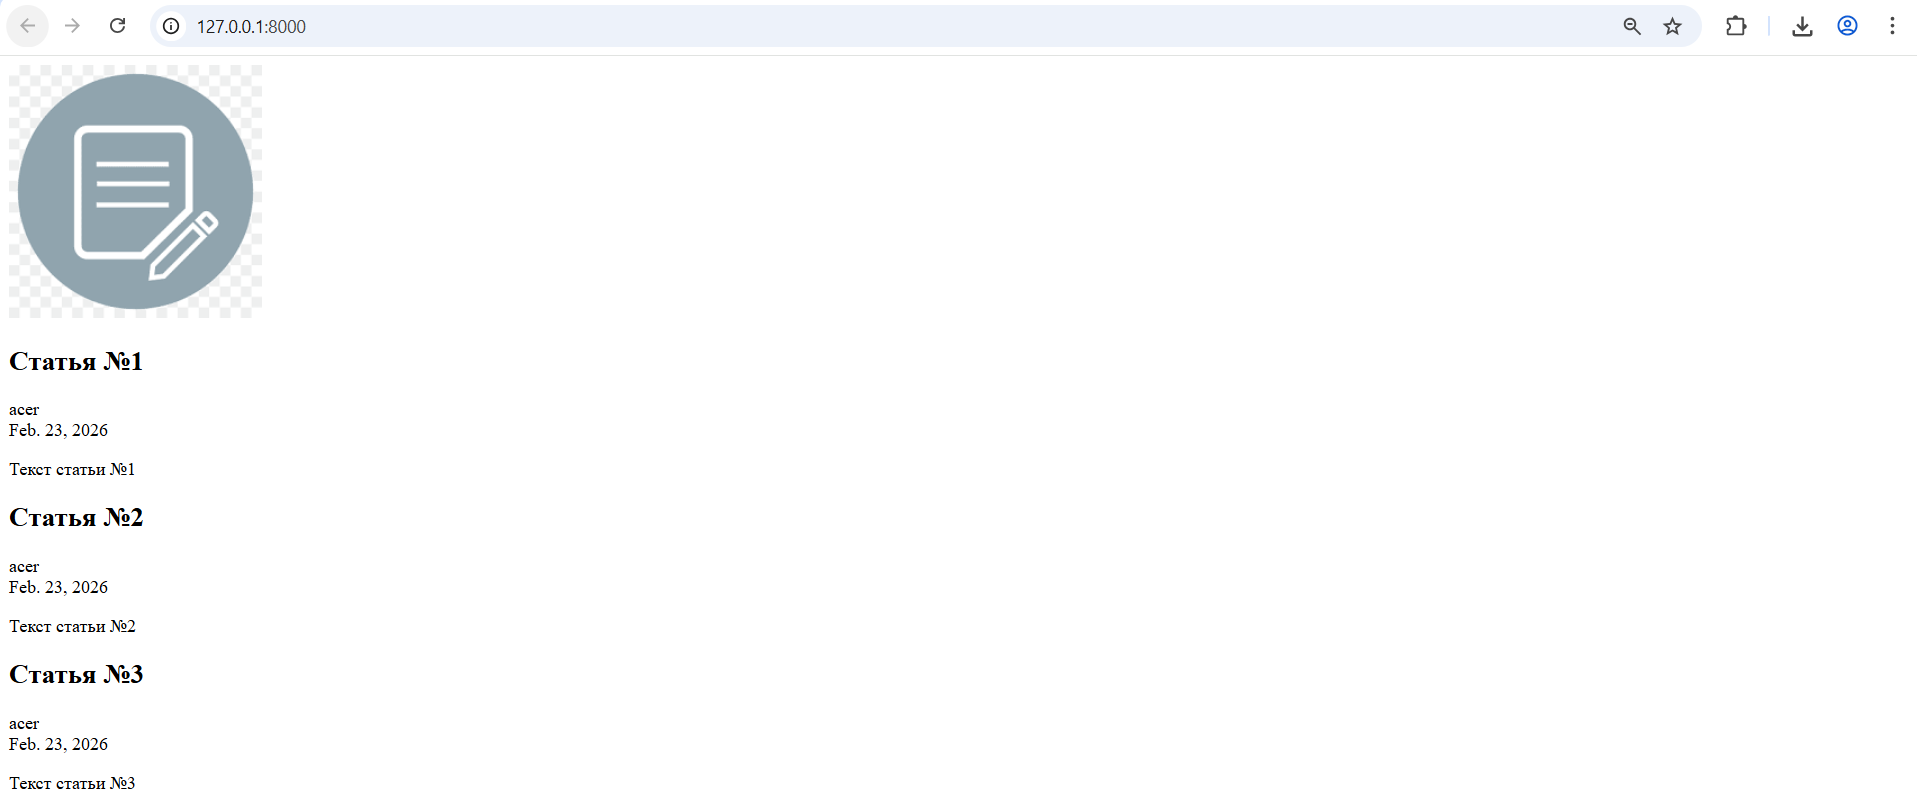 127.0.0.1:8000
Статья №1
acer
Feb. 23, 2026
Текст статьи №1
Статья №2
acer
Feb. 23, 2026
Текст статьи №2
Статья №3
acer
Feb. 23, 2026
Текст статьи №3